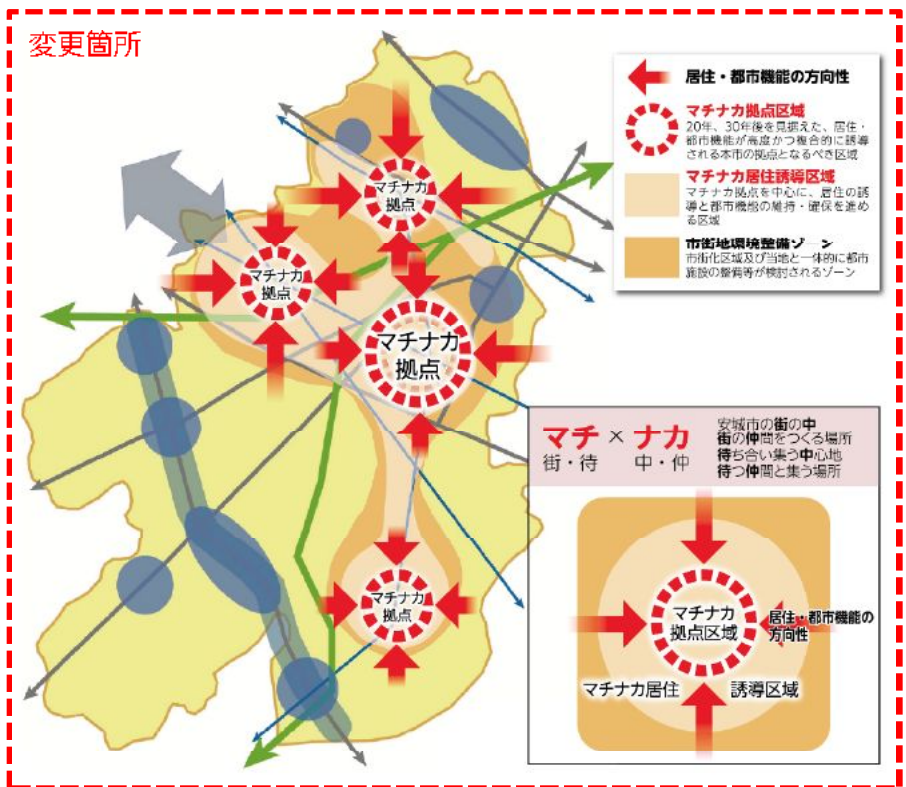 変更箇所
居住・都市機能の方向性
マチナカ拠点区域
20年、30年後を見据えた、居住・
都市機能が高度かつ複合的に誘導
される本市の拠点となるべき区域
マチナカ居住誘導区域
マチナカ拠点を中心に、居住の誘
導と都市機能の維持・確保を進め
る区域
市街地環境整備ゾーン
市街化区域及び当地と一体的に都市
施設の整備等が検討されるゾーン
マチナカ
拠点
マチナカ
拠点
マチナカ
拠点
マチナカ
拠点
マチ × ナカ
街・待 中・仲
安城市の街の中
街の仲間をつくる場所
待ち合い集う中心地
待つ仲間と集う場所
マチナカ
拠点区域
居住・都市機能の
方向性
マチナカ居住 誘導区域